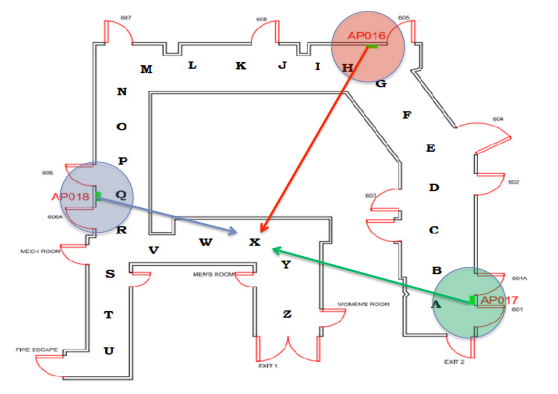 607
608
605
AP016
M
L
K
J
I
H
G
N
F
604
O
E
606
P
602
AP018
Q
D
603
606A
R
C
MECH ROOM
V
W
X
Y
S
MEN'S ROOM
B
601A
A
AP017
601
T
Z
WOMEN'S ROOM
FIRE ESCAPE
U
EXIT 1
EXIT 2